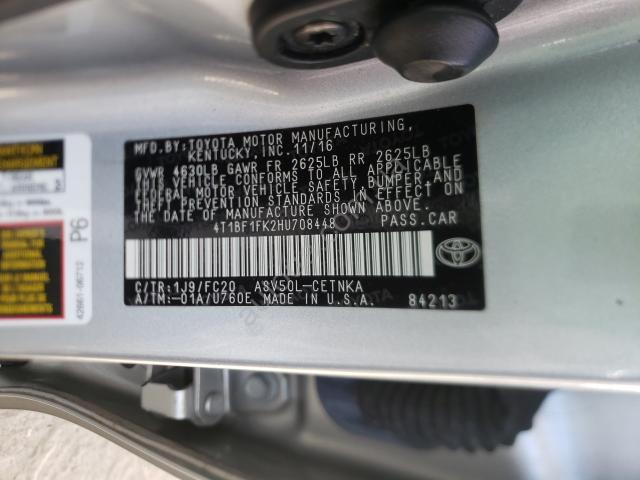 MFD.BY:TOYOTA MOTOR MANUFACTURING,
KENTUCKY, INC. 11/16
GVWR 4630LB GAWR FR 2625LB RR 2625LB
THIS VEHICLE CONFORMS TO ALL APPLICABLE
FEDERAL MOTOR VEHICLE SAFETY, BUMPER, AND
THEFT PREVENTION STANDARDS IN EFFECT ON
THE DATE OF MANUFACTURE SHOWN ABOVE.
4T1BF1FK2HU708448 PASS.CAR
C/TR:1J9/FC20 ASV50L-CETNKA
A/TM:-01A/U760E MADE IN U.S.A.
84213
P6
42661-06712